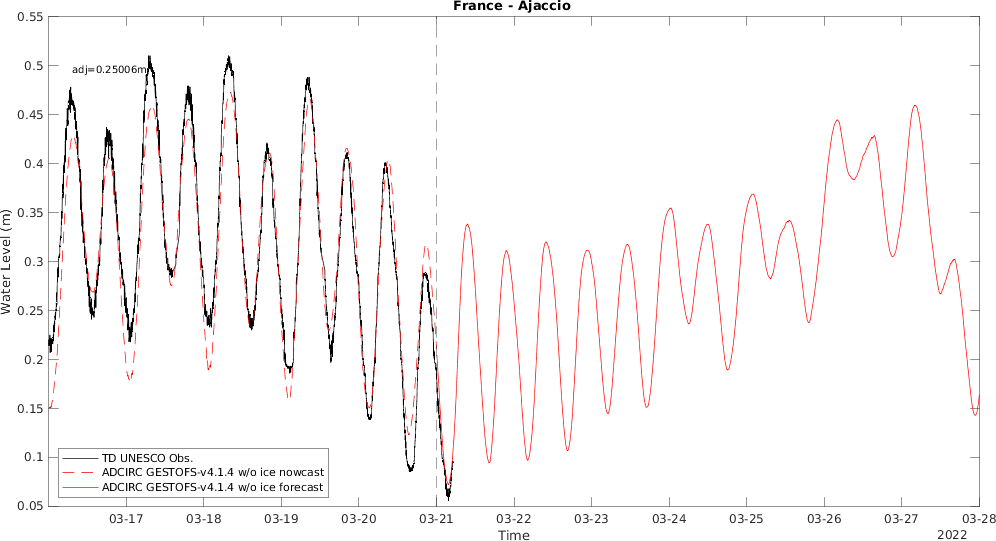 France - Ajaccio
0.55
0.5
0.45
0.4
0.35
0.3
0.25
0.2
0.15
0.1
0.05
Water Level (m)
adj=0.25006m
TD UNESCO Obs.
ADCIRC GESTOFS-v4.1.4 w/o ice nowcast
ADCIRC GESTOFS-v4.1.4 w/o ice forecast
03-17 03-18 03-19 03-20 03-21 03-22 03-23 03-24 03-25 03-26 03-27 03-28
Time
2022